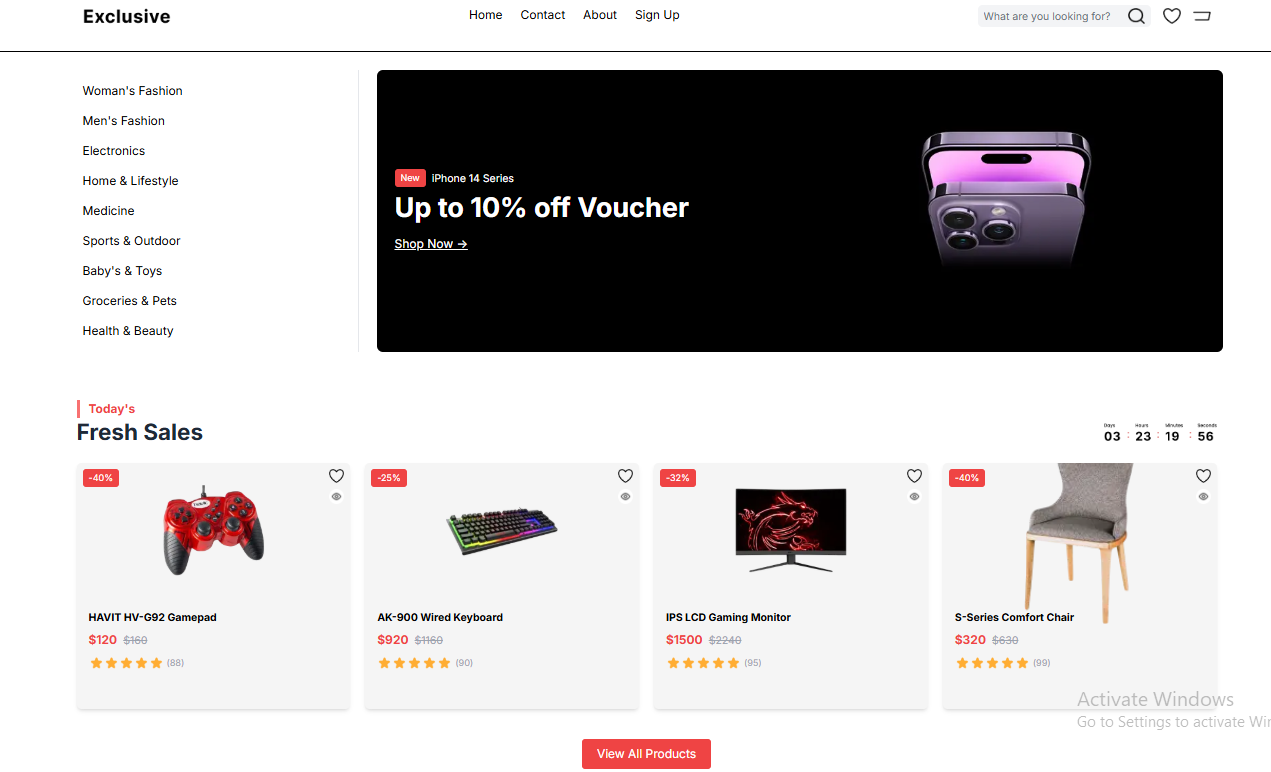 Exclusive
Home Contact About Sign Up
What are you looking for?
Woman's Fashion
Men's Fashion
Electronics
Home & Lifestyle
Medicine
Sports & Outdoor
Baby's & Toys
Groceries & Pets
Health & Beauty
New iPhone 14 Series
Up to 10% off Voucher
Shop Now →
Today's
Fresh Sales
Days Hours Minutes Seconds
03 : 23 : 19 : 56
-40%
HAVIT HV-G92 Gamepad
$120 $160
(88)
-25%
AK-900 Wired Keyboard
$920 $1160
(90)
-32%
IPS LCD Gaming Monitor
$1500 $2240
(95)
-40%
S-Series Comfort Chair
$320 $630
(99)
View All Products
Activate Windows
Go to Settings to activate Wi